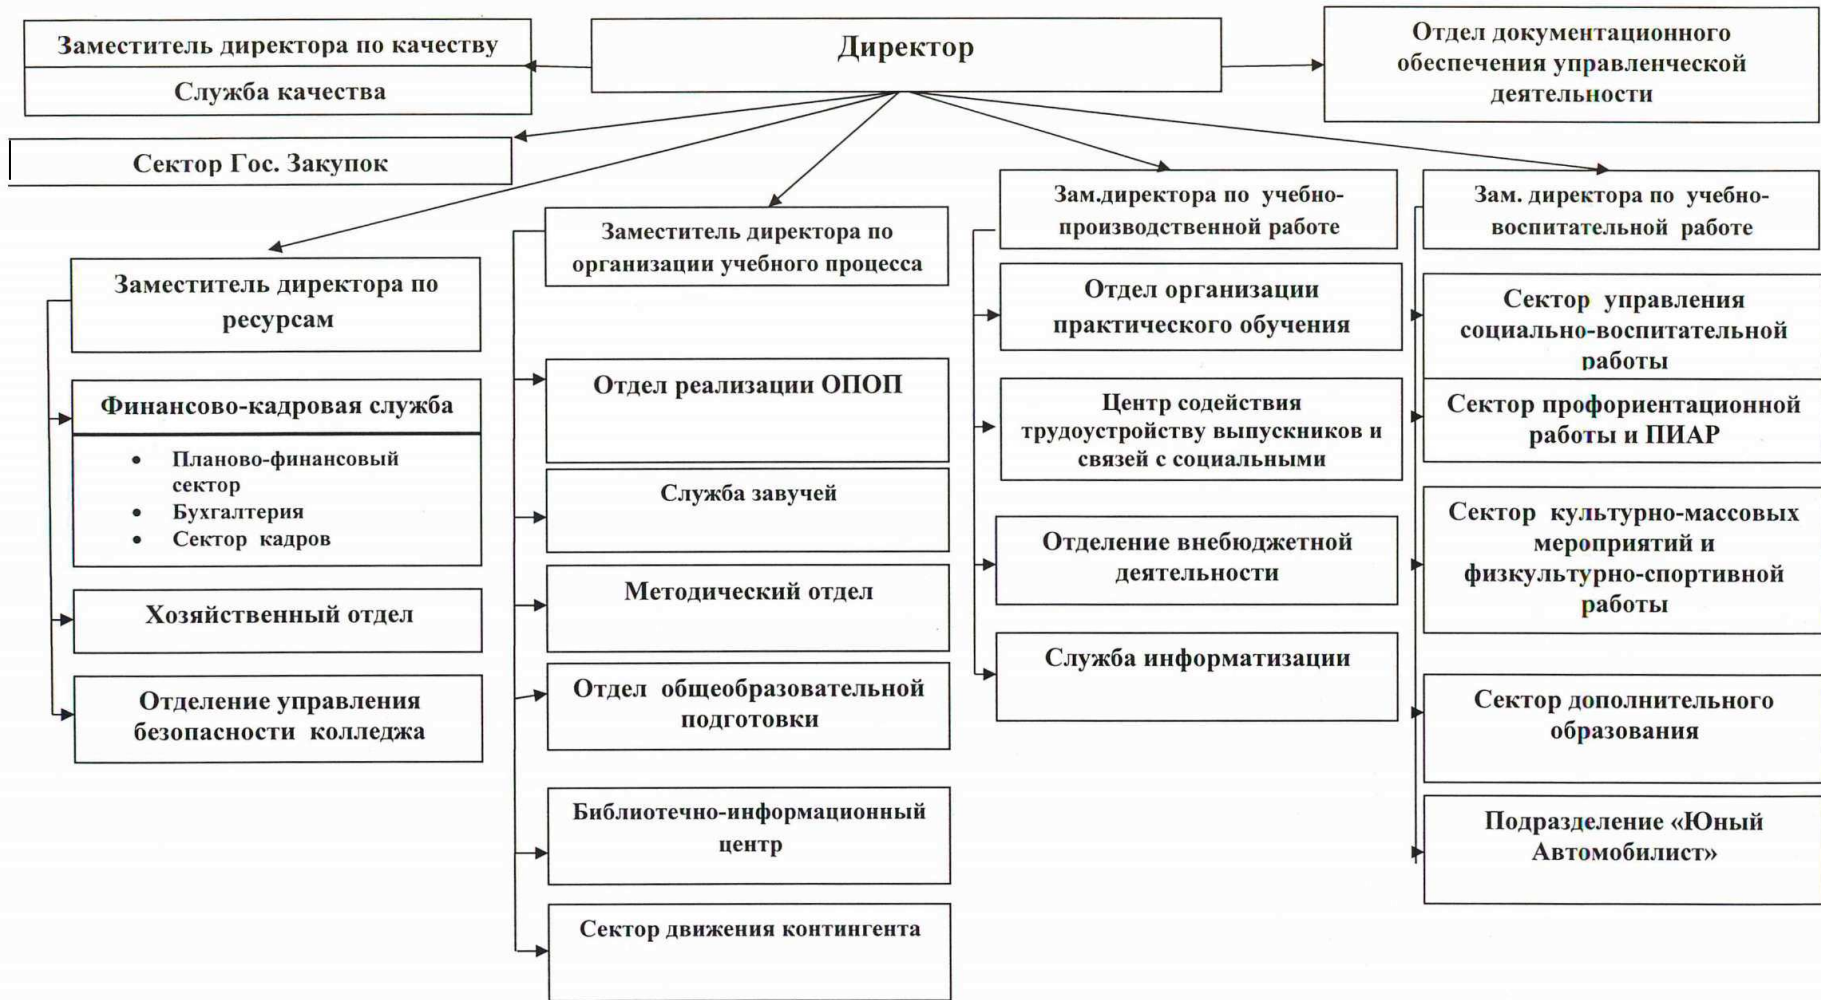 Заместитель директора по качеству
Служба качества
Директор
Отдел документационного
обеспечения управленческой
деятельности
Сектор Гос. Закупок
Заместитель директора по
ресурсам
Финансово-кадровая служба
• Планово-финансовый
сектор
• Бухгалтерия
• Сектор кадров
Хозяйственный отдел
Отделение управления
безопасности колледжа
Заместитель директора по
организации учебного процесса
Отдел реализации ОПОП
Служба завучей
Методический отдел
Отдел общеобразовательной
подготовки
Библиотечно-информационный
центр
Сектор движения контингента
Зам.директора по учебно-
производственной работе
Отдел организации
практического обучения
Центр содействия
трудоустройству выпускников и
связей с социальными
Отделение внебюджетной
деятельности
Служба информатизации
Зам. директора по учебно-
воспитательной работе
Сектор управления
социально-воспитательной
работы
Сектор профориентационной
работы и ПИАР
Сектор культурно-массовых
мероприятий и
физкультурно-спортивной
работы
Сектор дополнительного
образования
Подразделение «Юный
Автомобилист»